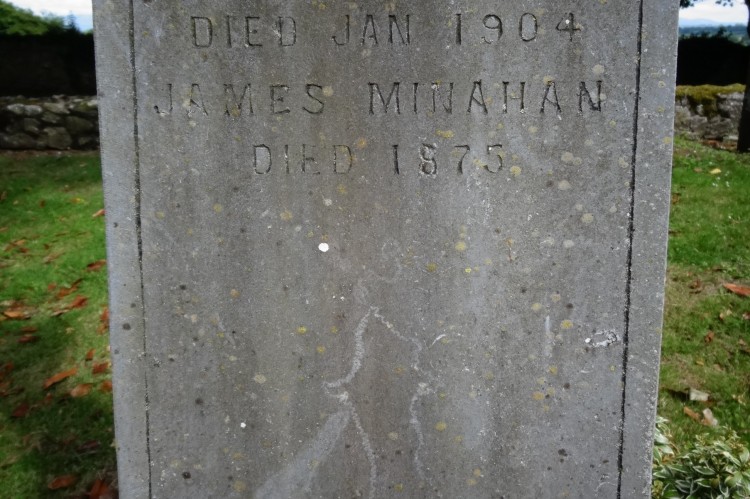 DIED JAN 1904
JAMES MINAHAN
DIED 1875